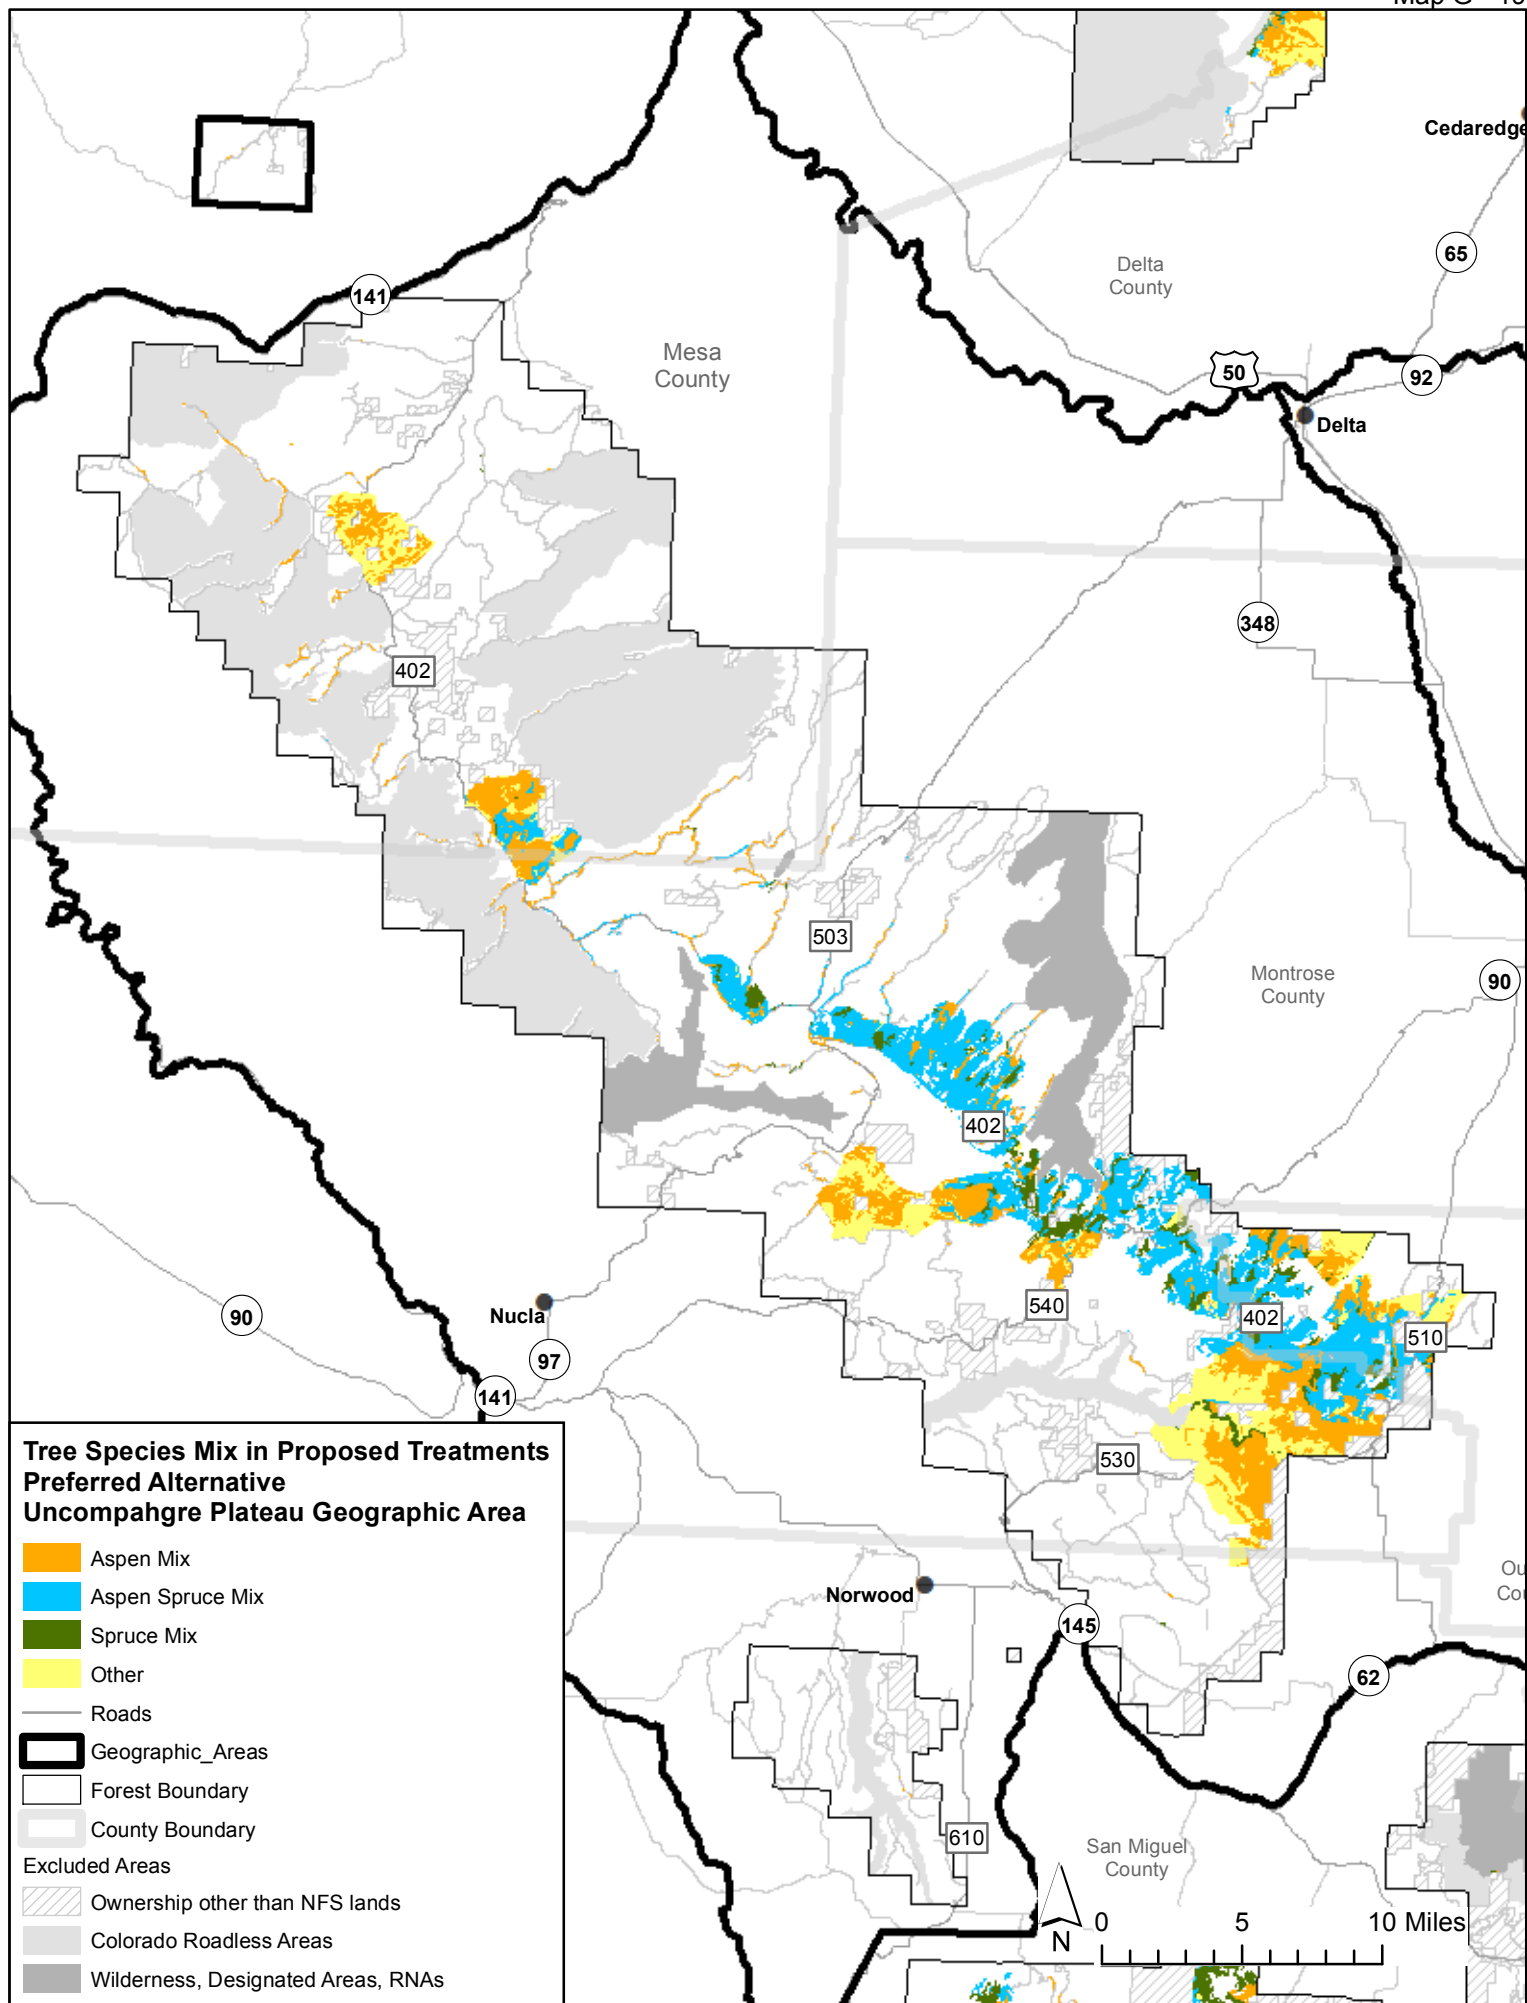 Cedaredge
65
Delta
County
141
Mesa
County
50
92
Delta
348
402
503
Montrose
County
90
402
Nucla
90
97
141
540
402
510
530
Tree Species Mix in Proposed Treatments
Preferred Alternative
Uncompahgre Plateau Geographic Area
Aspen Mix
Aspen Spruce Mix
Spruce Mix
Other
Roads
Geographic_Areas
Forest Boundary
County Boundary
Excluded Areas
Ownership other than NFS lands
Colorado Roadless Areas
Wilderness, Designated Areas, RNAs
Norwood
145
62
610
San Miguel
County
N
0 5 10 Miles